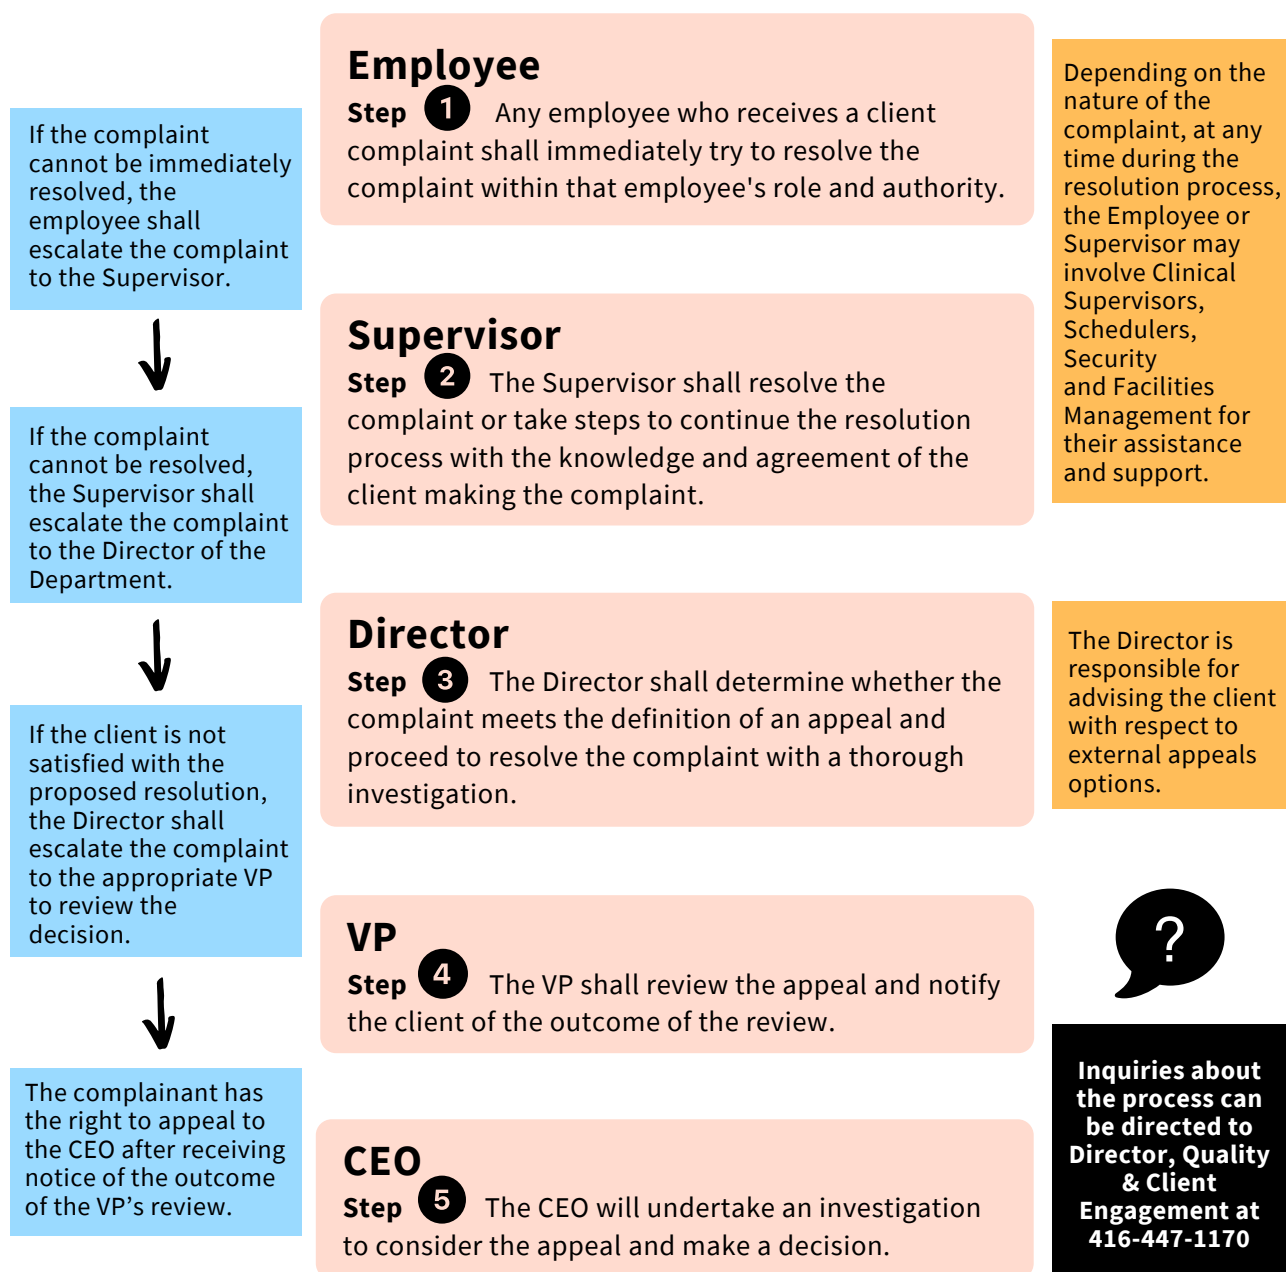 Employee
Step 1 Any employee who receives a client
complaint shall immediately try to resolve the
complaint within that employee's role and authority.
If the complaint
cannot be immediately
resolved, the
employee shall
escalate the complaint
to the Supervisor.
Depending on the
nature of the
complaint, at any
time during the
resolution process,
the Employee or
Supervisor may
involve Clinical
Supervisors,
Schedulers,
Security
and Facilities
Management for
their assistance
and support.
Supervisor
Step 2 The Supervisor shall resolve the
complaint or take steps to continue the resolution
process with the knowledge and agreement of the
client making the complaint.
If the complaint
cannot be resolved,
the Supervisor shall
escalate the complaint
to the Director of the
Department.
Director
Step 3 The Director shall determine whether the
complaint meets the definition of an appeal and
proceed to resolve the complaint with a thorough
investigation.
The Director is
responsible for
advising the client
with respect to
external appeals
options.
If the client is not
satisfied with the
proposed resolution,
the Director shall
escalate the complaint
to the appropriate VP
to review the
decision.
VP
Step 4 The VP shall review the appeal and notify
the client of the outcome of the review.
?
The complainant has
the right to appeal to
the CEO after receiving
notice of the outcome
of the VP’s review.
CEO
Step 5 The CEO will undertake an investigation
to consider the appeal and make a decision.
Inquiries about
the process can
be directed to
Director, Quality
& Client
Engagement at
416-447-1170